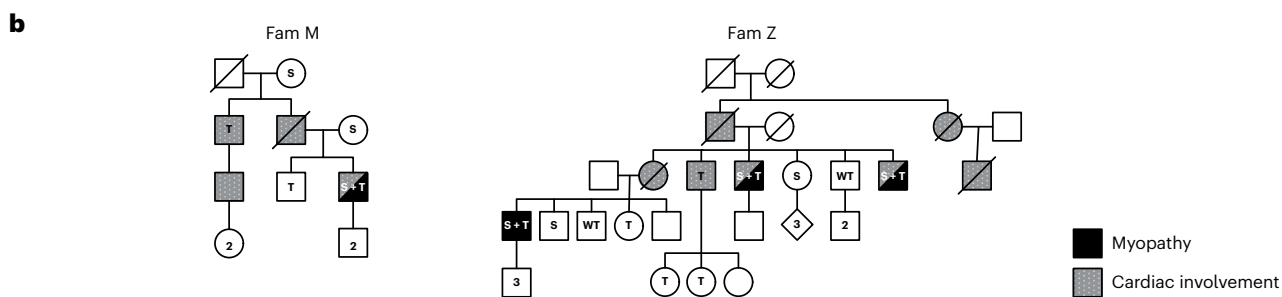 b
Fam M
Fam Z
S
T
S
T
S + T
T
S + T
S
WT
S + T
S + T
S
WT
T
3
2
2
2
3
T
T
Myopathy
Cardiac involvement